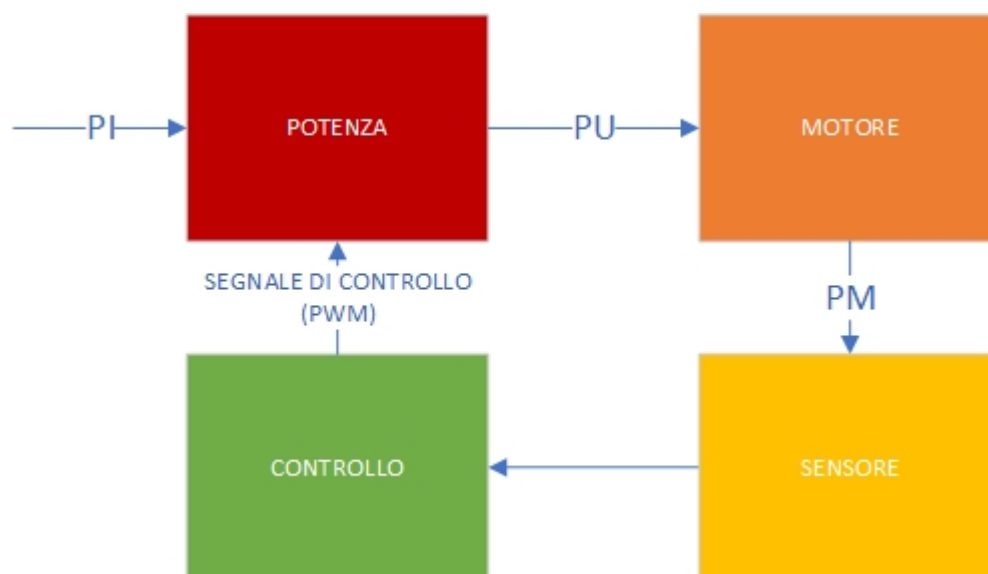 PI
POTENZA
PU
MOTORE
SEGNALE DI CONTROLLO
(PWM)
PM
CONTROLLO
SENSORE